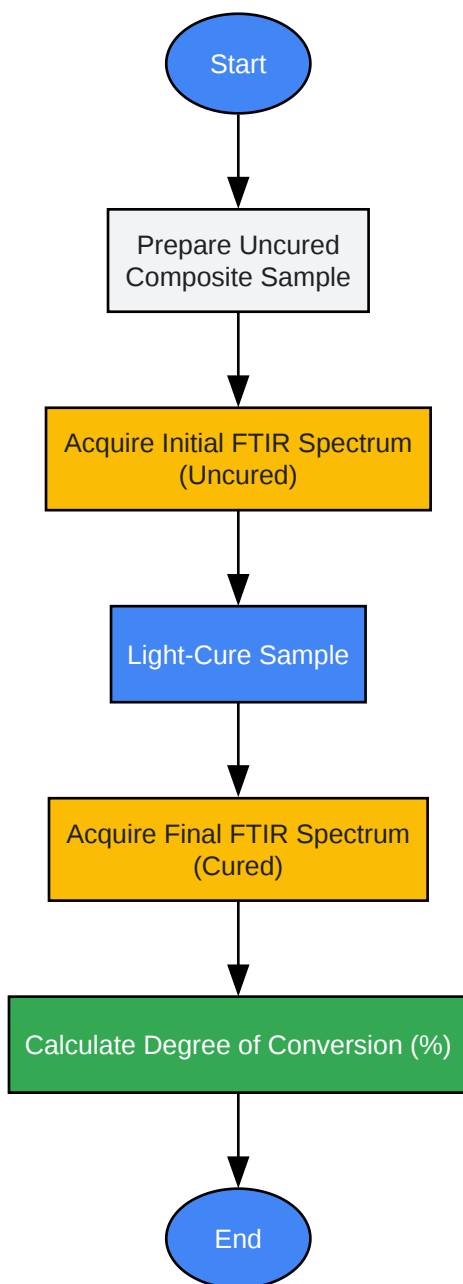 Start
Prepare Uncured
Composite Sample
Acquire Initial FTIR Spectrum
(Uncured)
Light-Cure Sample
Acquire Final FTIR Spectrum
(Cured)
Calculate Degree of Conversion (%)
End